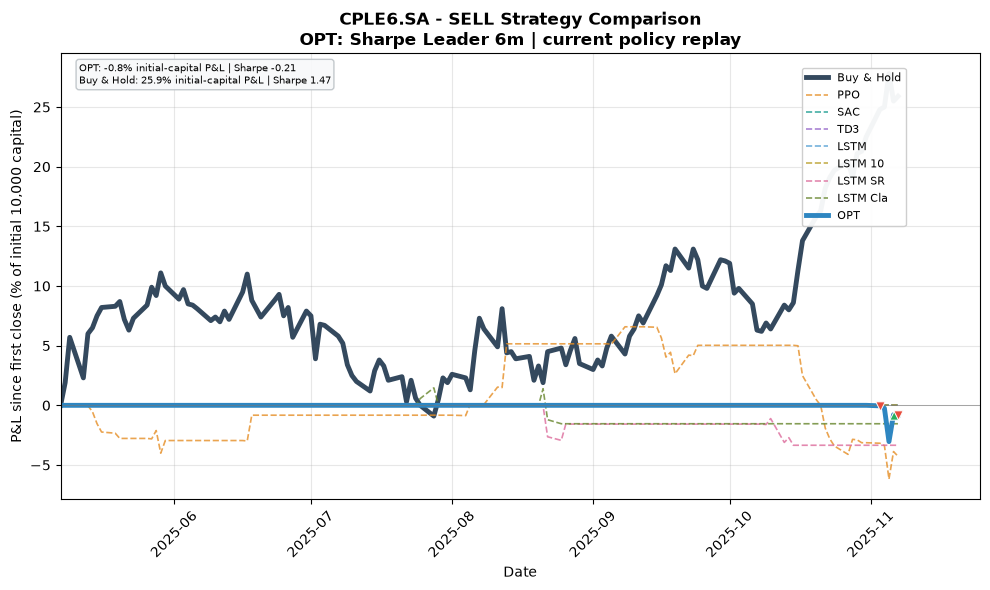 CPLE6.SA - SELL Strategy Comparison
OPT: Sharpe Leader 6m | current policy replay
OPT: -0.8% initial-capital P&L | Sharpe -0.21
Buy & Hold: 25.9% initial-capital P&L | Sharpe 1.47
Buy & Hold
PPO
SAC
TD3
LSTM
LSTM 10
LSTM SR
LSTM Cla
OPT
P&L since first close (% of initial 10,000 capital)
25
20
15
10
5
0
−5
2025-06
2025-07
2025-08
2025-09
2025-10
2025-11
Date